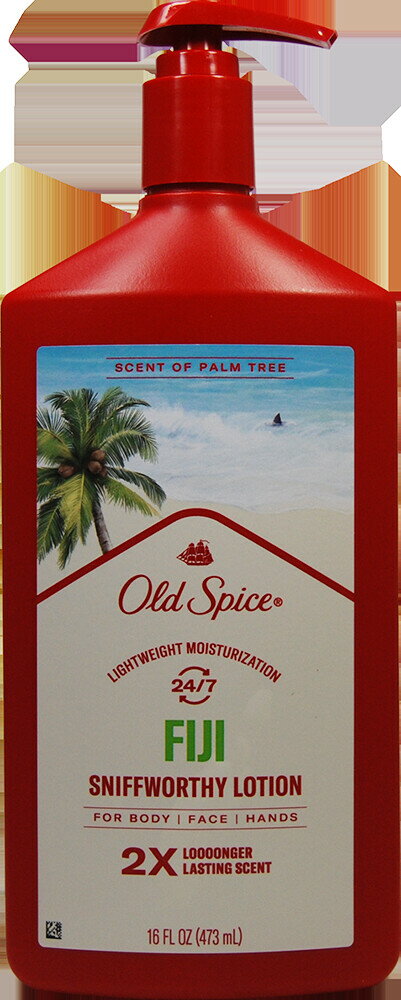 SCENT OF PALM TREE
Old Spice®
LIGHTWEIGHT MOISTURIZATION
24/7
FIJI
SNIFFWORTHY LOTION
FOR BODY | FACE | HANDS
2X LOOOONGER
LASTING SCENT
16 FL OZ (473 mL)